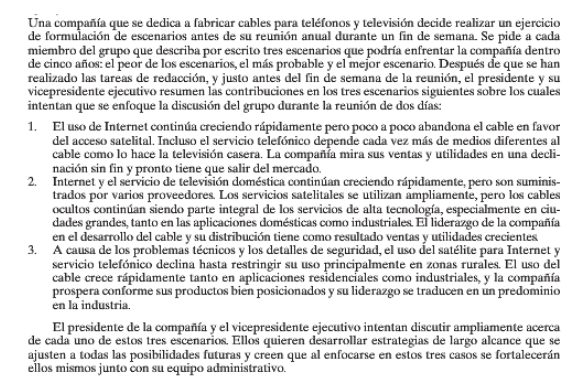 Una compañía que se dedica a fabricar cables para teléfonos y televisión decide realizar un ejercicio
de formulación de escenarios antes de su reunión anual durante un fin de semana. Se pide a cada
miembro del grupo que describa por escrito tres escenarios que podría enfrentar la compañía dentro
de cinco años: el peor de los escenarios, el más probable y el mejor escenario. Después de que se han
realizado las tareas de redacción, y justo antes del fin de semana de la reunión, el presidente y su
vicepresidente ejecutivo resumen las contribuciones en los tres escenarios siguientes sobre los cuales
intentan que se enfoque la discusión del grupo durante la reunión de dos días:
1. El uso de Internet continúa creciendo rápidamente pero poco a poco abandona el cable en favor
del acceso satelital. Incluso el servicio telefónico depende cada vez más de medios diferentes al
cable como lo hace la televisión casera. La compañía mira sus ventas y utilidades en una decli-
nación sin fin y pronto tiene que salir del mercado.
2. Internet y el servicio de televisión doméstica continúan creciendo rápidamente, pero son suminis-
trados por varios proveedores. Los servicios satelitales se utilizan ampliamente, pero los cables
ocultos continúan siendo parte integral de los servicios de alta tecnología, especialmente en ciu-
dades grandes, tanto en las aplicaciones domésticas como industriales. El liderazgo de la compañía
en el desarrollo del cable y su distribución tiene como resultado ventas y utilidades crecientes.
3. A causa de los problemas técnicos y los detalles de seguridad, el uso del satélite para Internet y
servicio telefónico declina hasta restringir su uso principalmente en zonas rurales. El uso del
cable crece rápidamente tanto en aplicaciones residenciales como industriales, y la compañía
prospera conforme sus productos bien posicionados y su liderazgo se traducen en un predominio
en la industria.
El presidente de la compañía y el vicepresidente ejecutivo intentan discutir ampliamente acerca
de cada uno de estos tres escenarios. Ellos quieren desarrollar estrategias de largo alcance que se
ajusten a todas las posibilidades futuras y creen que al enfocarse en estos tres casos se fortalecerán
ellos mismos junto con su equipo administrativo.